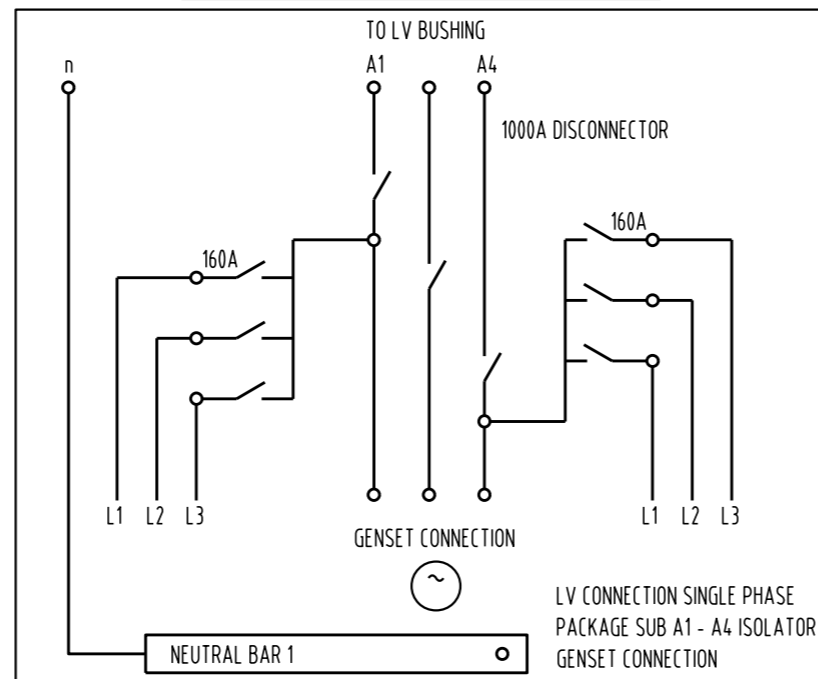 TO LV BUSHING
n A1 A4
1000A DISCONNECTOR
160A
160A
L1 L2 L3
L1 L2 L3
GENSET CONNECTION
~
LV CONNECTION SINGLE PHASE
PACKAGE SUB A1 - A4 ISOLATOR
GENSET CONNECTION
NEUTRAL BAR 1